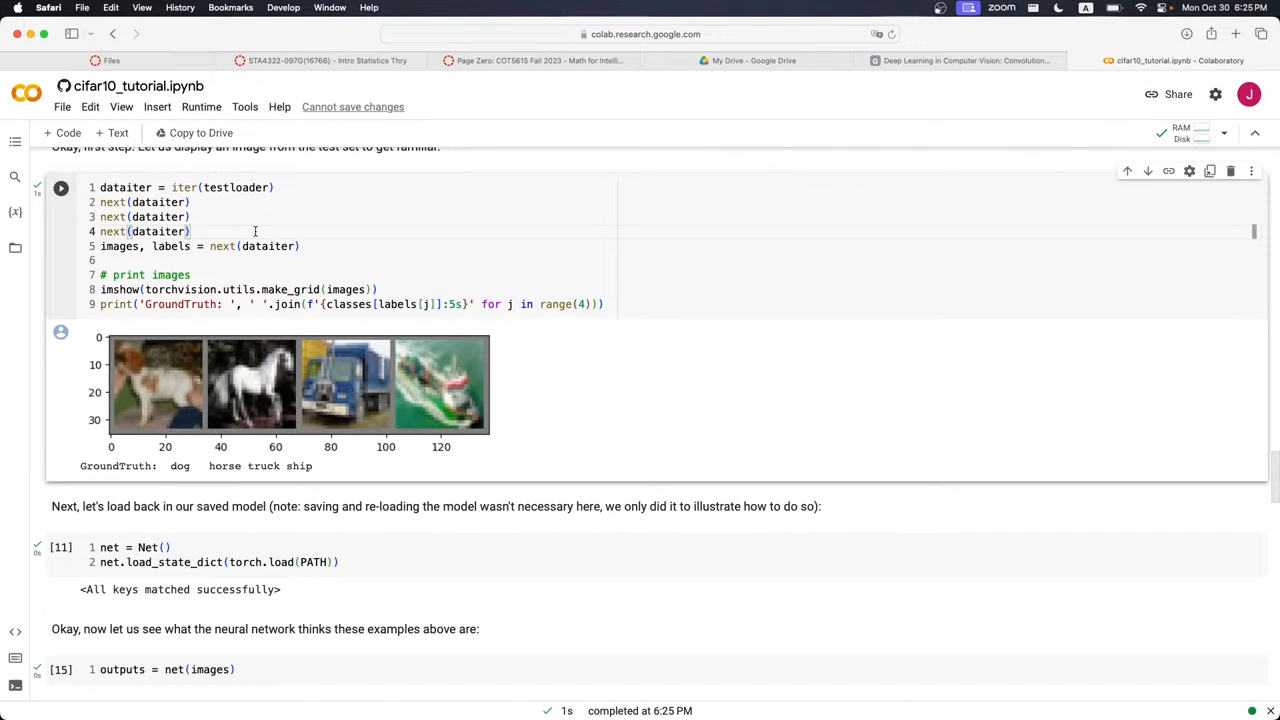 Safari File Edit View History Bookmarks Develop Window Help zoom A Mon Oct 30 6:25 PM
colab.research.google.com
Files STA4322-097G(16766) - Intro Statistics Thry Page Zero: COT5615 Fall 2023 - Math for Intelli... My Drive - Google Drive Deep Learning in Computer Vision: Convolution... cifar10_tutorial.ipynb - Colaboratory
cifar10_tutorial.ipynb
File Edit View Insert Runtime Tools Help Cannot save changes
Share J
+ Code + Text Copy to Drive
RAM
Disk
Okay, first step. Let us display an image from the test set to get familiar.
1 dataiter = iter(testloader)
1s
2 next(dataiter)
3 next(dataiter)
4 next(dataiter)
5 images, labels = next(dataiter)
6
7 # print images
8 imshow(torchvision.utils.make_grid(images))
9 print('GroundTruth: ', ' '.join(f'{classes[labels[j]]:5s}' for j in range(4)))
0
10
20
30
0 20 40 60 80 100 120
GroundTruth: dog horse truck ship
Next, let's load back in our saved model (note: saving and re-loading the model wasn't necessary here, we only did it to illustrate how to do so):
[11] 1 net = Net()
0s
2 net.load_state_dict(torch.load(PATH))
<All keys matched successfully>
Okay, now let us see what the neural network thinks these examples above are:
[15] 1 outputs = net(images)
0s
1s completed at 6:25 PM